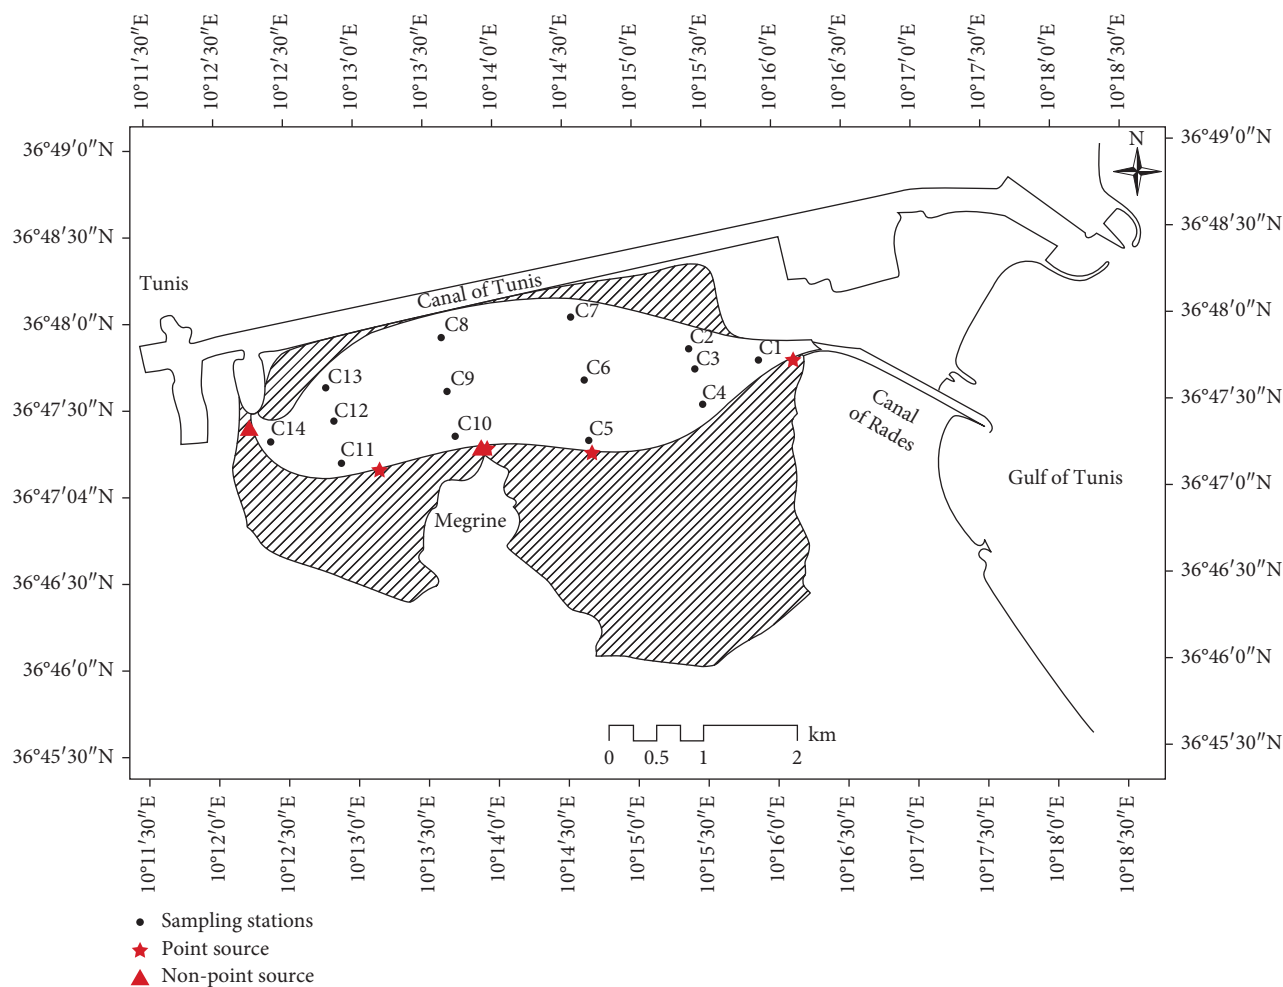 10°11′30″E
10°12′0″E
10°12′30″E
10°13′0″E
10°13′30″E
10°14′0″E
10°14′30″E
10°15′0″E
10°15′30″E
10°16′0″E
10°16′30″E
10°17′0″E
10°17′30″E
10°18′0″E
10°18′30″E
36°49′0″N
36°49′0″N
N
36°48′30″N
36°48′30″N
Tunis
Canal of Tunis
36°48′0″N
36°48′0″N
C7
C8
C2
C1
C3
C6
C13
C9
C4
36°47′30″N
36°47′30″N
C12
C10
C14
C5
C11
Canal
of Rades
36°47′04″N
36°47′0″N
Gulf of Tunis
Megrine
36°46′30″N
36°46′30″N
36°46′0″N
36°46′0″N
km
0
0.5
1
2
36°45′30″N
36°45′30″N
10°11′30″E
10°12′0″E
10°12′30″E
10°13′0″E
10°13′30″E
10°14′0″E
10°14′30″E
10°15′0″E
10°15′30″E
10°16′0″E
10°16′30″E
10°17′0″E
10°17′30″E
10°18′0″E
10°18′30″E
Sampling stations
Point source
Non-point source